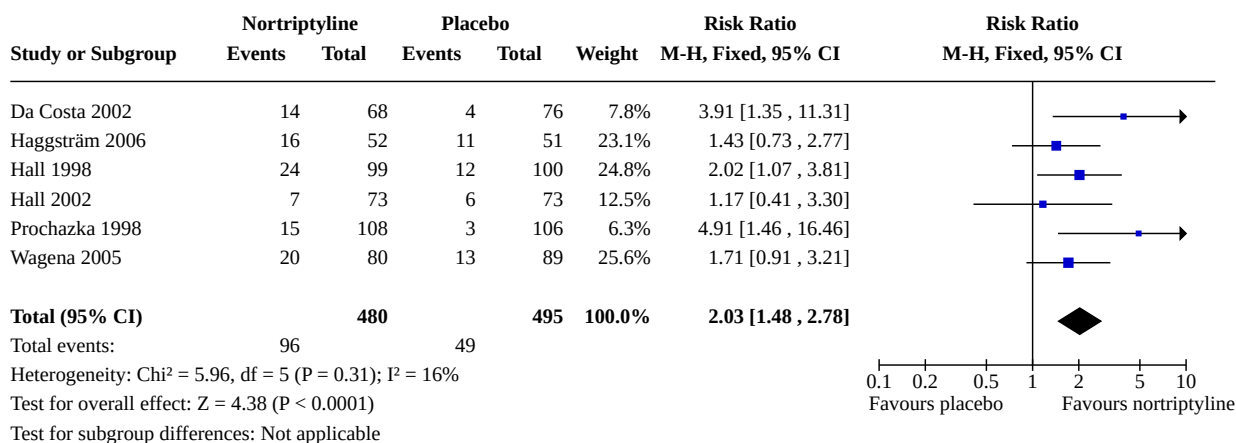 Nortriptyline Placebo Risk Ratio Risk Ratio
Study or Subgroup Events Total Events Total Weight M-H, Fixed, 95% CI M-H, Fixed, 95% CI
Da Costa 2002 14 68 4 76 7.8% 3.91 [1.35 , 11.31]
Haggsträm 2006 16 52 11 51 23.1% 1.43 [0.73 , 2.77]
Hall 1998 24 99 12 100 24.8% 2.02 [1.07 , 3.81]
Hall 2002 7 73 6 73 12.5% 1.17 [0.41 , 3.30]
Prochazka 1998 15 108 3 106 6.3% 4.91 [1.46 , 16.46]
Wagena 2005 20 80 13 89 25.6% 1.71 [0.91 , 3.21]
Total (95% CI) 480 495 100.0% 2.03 [1.48 , 2.78]
Total events: 96 49
Heterogeneity: Chi² = 5.96, df = 5 (P = 0.31); I² = 16%
0.1 0.2 0.5 1 2 5 10
Test for overall effect: Z = 4.38 (P < 0.0001) Favours placebo Favours nortriptyline
Test for subgroup differences: Not applicable